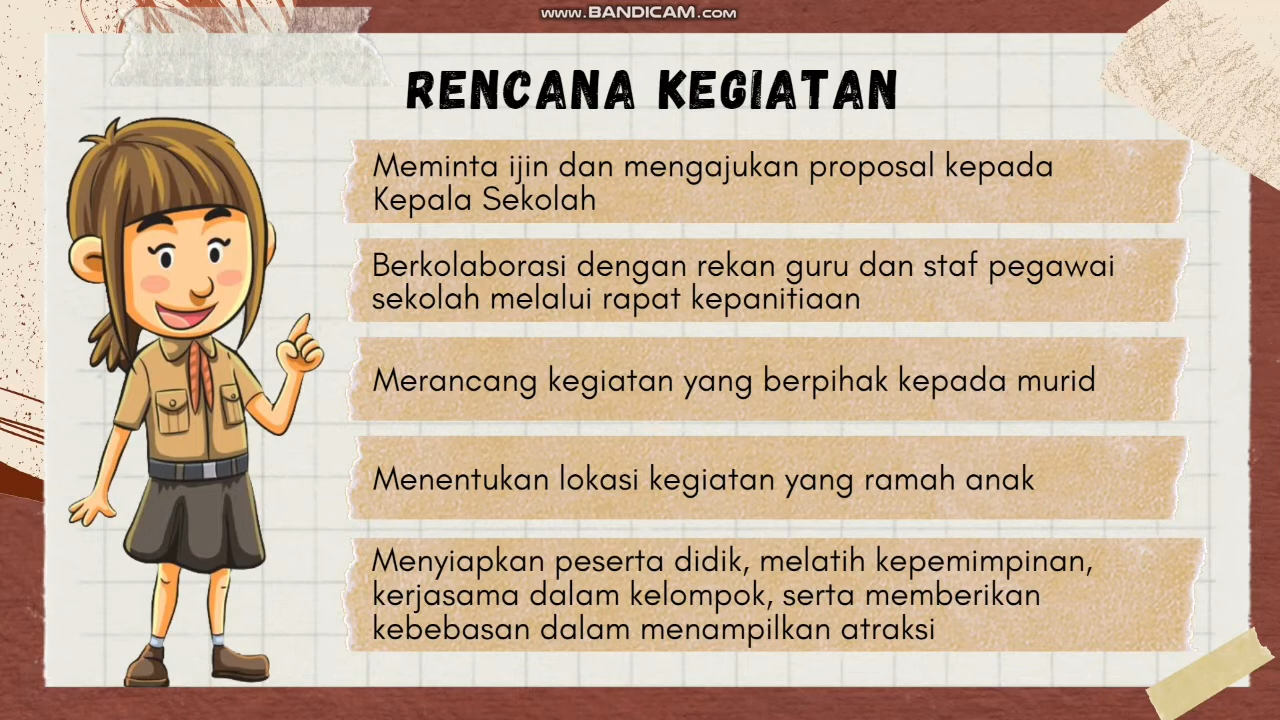 www.BANDICAM.com
RENCANA KEGIATAN
Meminta ijin dan mengajukan proposal kepada
Kepala Sekolah
Berkolaborasi dengan rekan guru dan staf pegawai
sekolah melalui rapat kepanitiaan
Merancang kegiatan yang berpihak kepada murid
Menentukan lokasi kegiatan yang ramah anak
Menyiapkan peserta didik, melatih kepemimpinan,
kerjasama dalam kelompok, serta memberikan
kebebasan dalam menampilkan atraksi